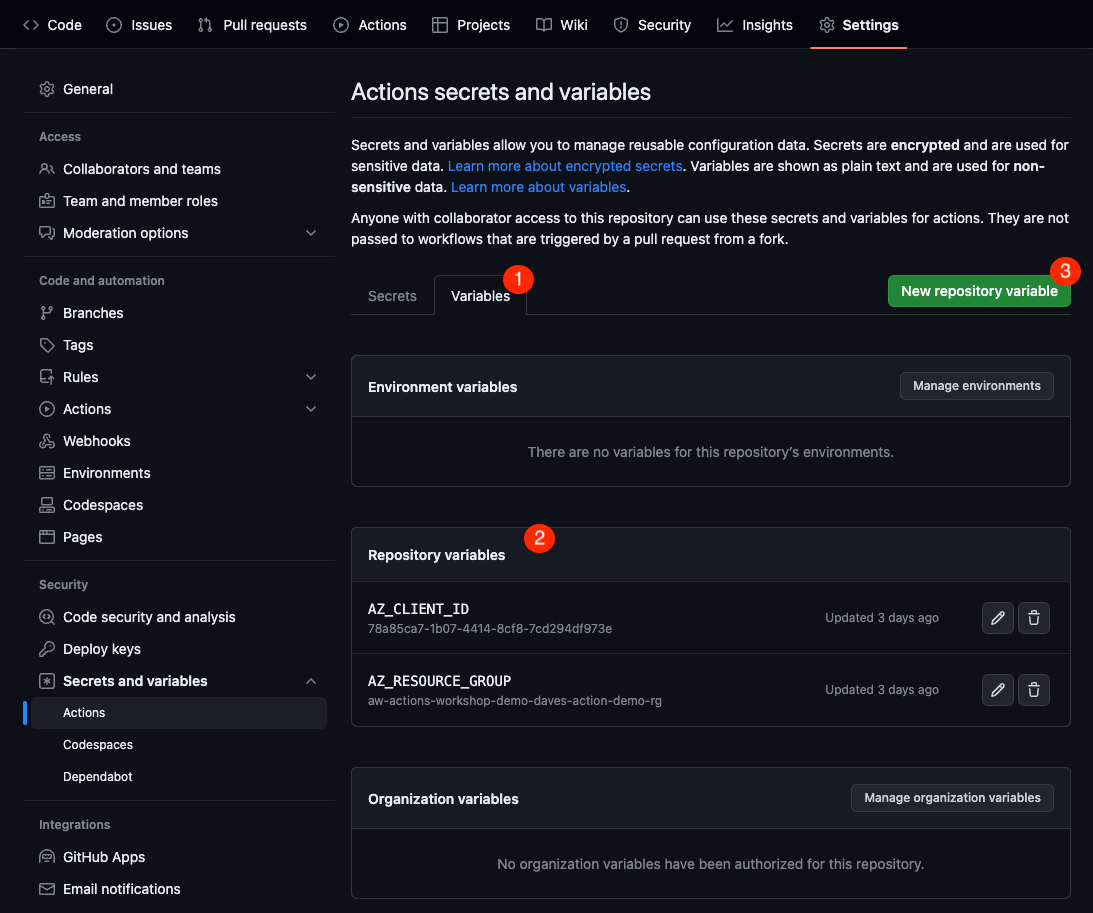 Code Issues Pull requests Actions Projects Wiki Security Insights Settings
General
Access
Collaborators and teams
Team and member roles
Moderation options
Code and automation
Branches
Tags
Rules
Actions
Webhooks
Environments
Codespaces
Pages
Security
Code security and analysis
Deploy keys
Secrets and variables
Actions
Codespaces
Dependabot
Integrations
GitHub Apps
Email notifications
Actions secrets and variables
Secrets and variables allow you to manage reusable configuration data. Secrets are encrypted and are used for
sensitive data. Learn more about encrypted secrets. Variables are shown as plain text and are used for non-
sensitive data. Learn more about variables.
Anyone with collaborator access to this repository can use these secrets and variables for actions. They are not
passed to workflows that are triggered by a pull request from a fork.
Secrets Variables 1 New repository variable 3
Environment variables Manage environments
There are no variables for this repository's environments.
Repository variables 2
AZ_CLIENT_ID
78a85ca7-1b07-4414-8cf8-7cd294df973e
Updated 3 days ago
AZ_RESOURCE_GROUP
aw-actions-workshop-demo-daves-action-demo-rg
Updated 3 days ago
Organization variables Manage organization variables
No organization variables have been authorized for this repository.